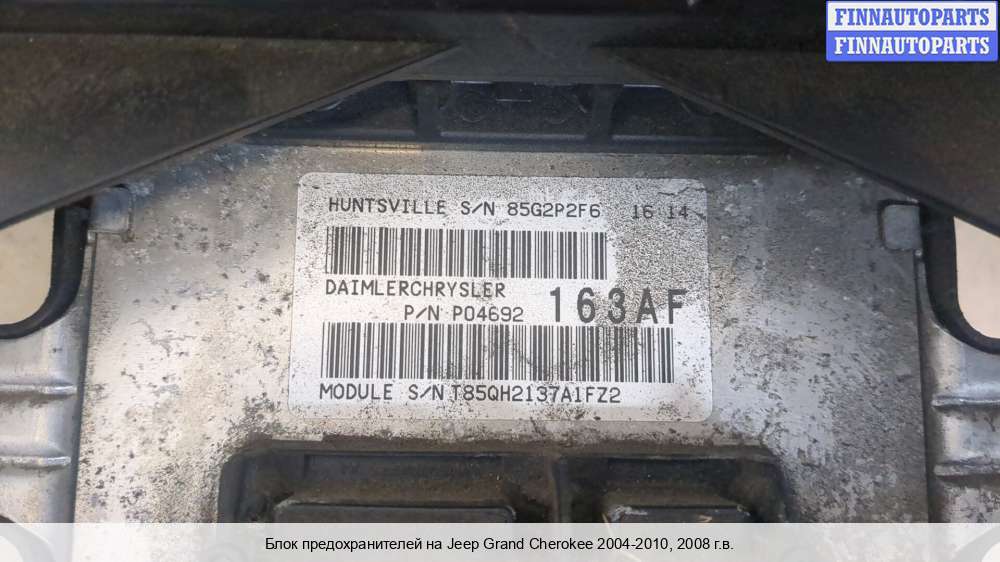 FINNAUTOPARTS
FINNAUTOPARTS
HUNTSVILLE S/N 85G2P2F6 16 14
DAIMLERCHRYSLER
P/N P04692 163AF
MODULE S/N T85QH2137A1FZ2
Блок предохранителей на Jeep Grand Cherokee 2004-2010, 2008 г.в.